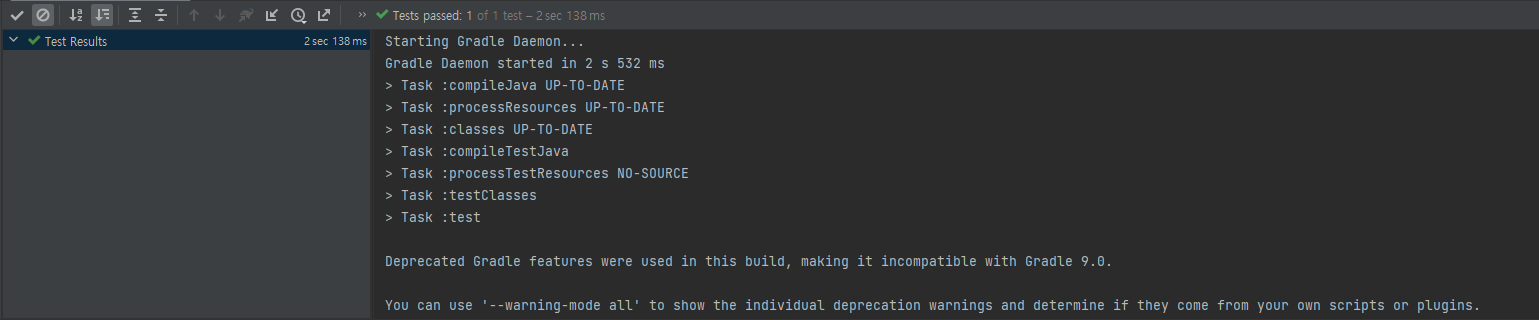 Tests passed: 1 of 1 test – 2 sec 138 ms
Test Results 2 sec 138 ms
Starting Gradle Daemon...
Gradle Daemon started in 2 s 532 ms
> Task :compileJava UP-TO-DATE
> Task :processResources UP-TO-DATE
> Task :classes UP-TO-DATE
> Task :compileTestJava
> Task :processTestResources NO-SOURCE
> Task :testClasses
> Task :test
Deprecated Gradle features were used in this build, making it incompatible with Gradle 9.0.
You can use '--warning-mode all' to show the individual deprecation warnings and determine if they come from your own scripts or plugins.